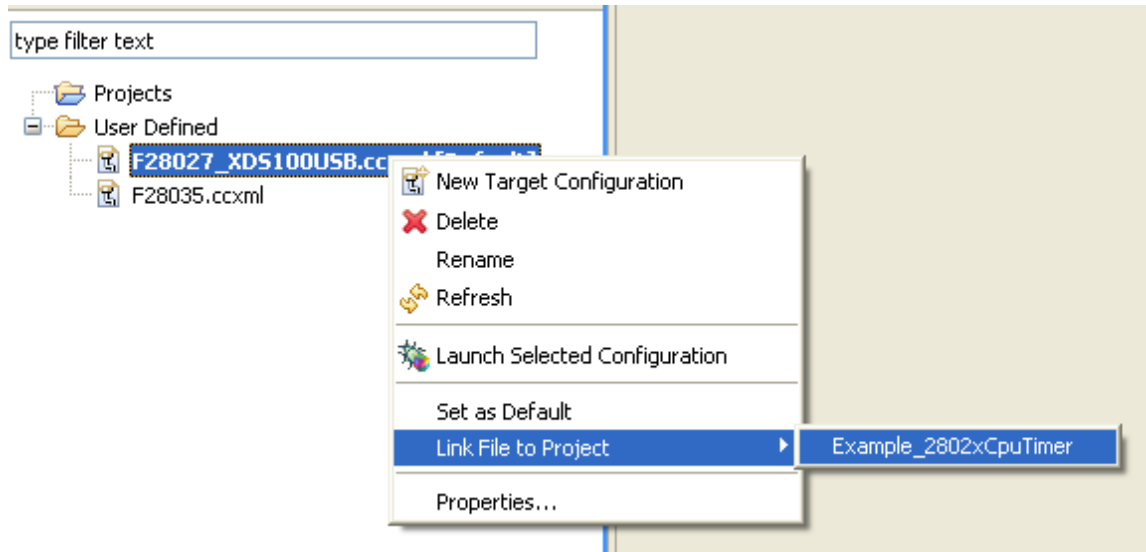 type filter text
Projects
User Defined
F28027_XDS100USB.cc
F28035.ccxml
New Target Configuration
Delete
Rename
Refresh
Launch Selected Configuration
Set as Default
Link File to Project
Example_2802xCpuTimer
Properties...